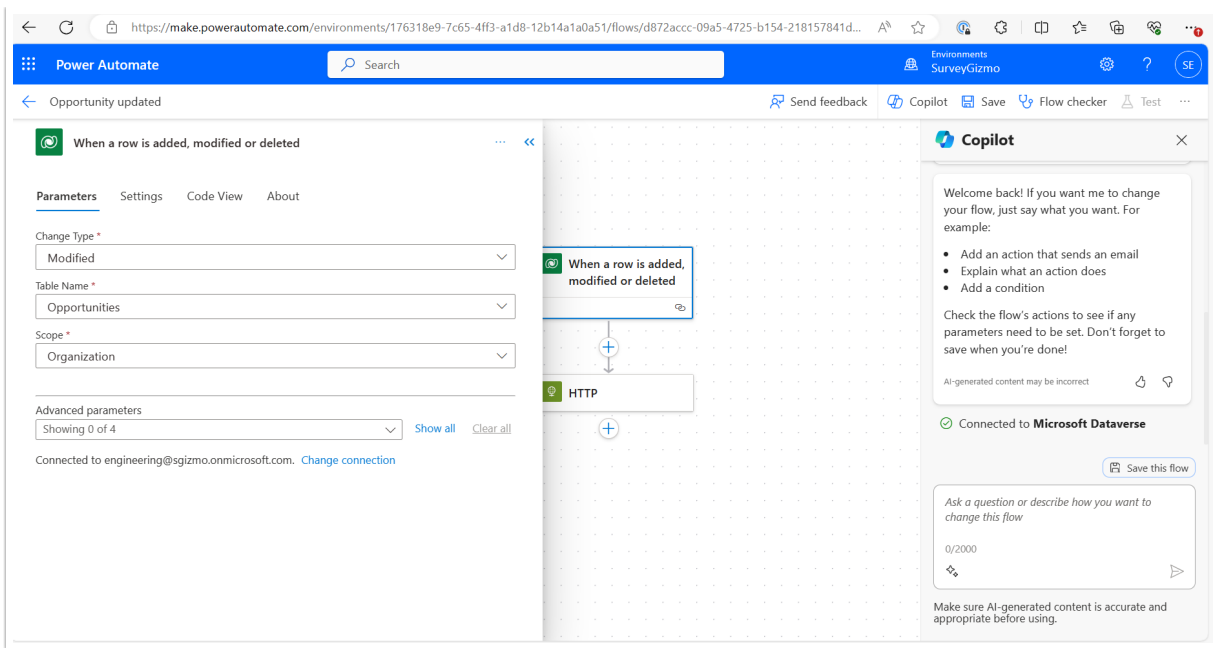 https://make.powerautomate.com/environments/176318e9-7c65-4ff3-a1d8-12b14a1a0a51/flows/d872accc-09a5-4725-b154-218157841d...
Power Automate
Search
Environments
SurveyGizmo
SE
Opportunity updated
Send feedback
Copilot
Save
Flow checker
Test
When a row is added, modified or deleted
Parameters Settings Code View About
Change Type *
Modified
Table Name *
Opportunities
Scope *
Organization
Advanced parameters
Showing 0 of 4
Show all
Clear all
Connected to engineering@sgizmo.onmicrosoft.com. Change connection
When a row is added,
modified or deleted
HTTP
Copilot
Welcome back! If you want me to change
your flow, just say what you want. For
example:
• Add an action that sends an email
• Explain what an action does
• Add a condition
Check the flow's actions to see if any
parameters need to be set. Don't forget to
save when you're done!
AI-generated content may be incorrect
Connected to Microsoft Dataverse
Save this flow
Ask a question or describe how you want to
change this flow
0/2000
Make sure AI-generated content is accurate and
appropriate before using.